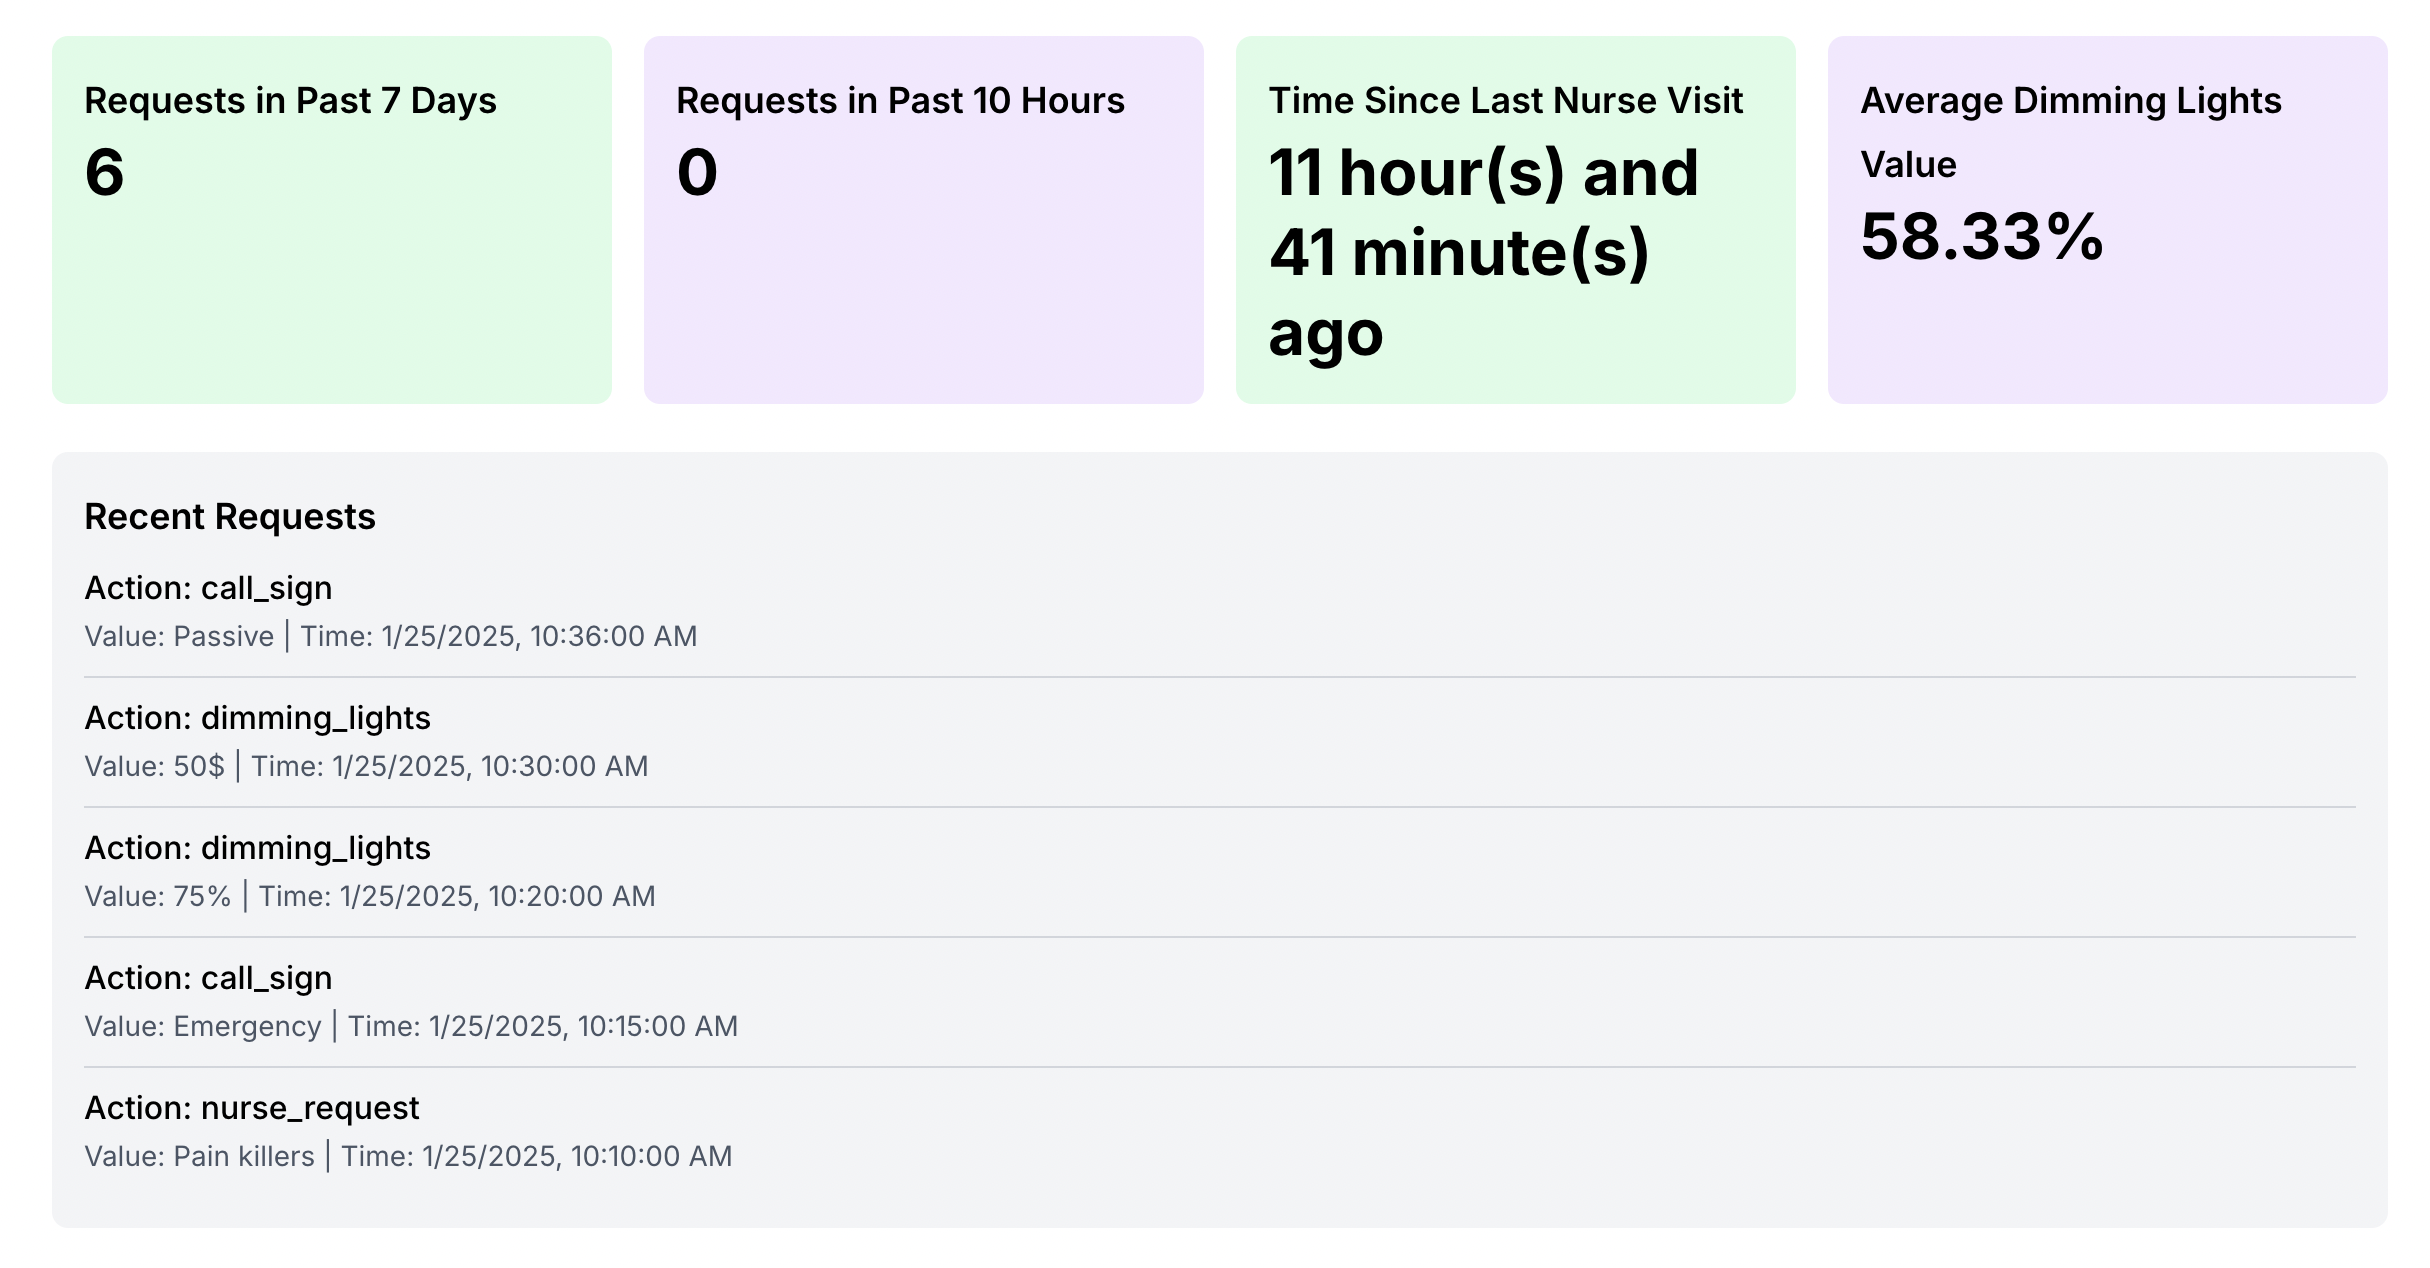 Requests in Past 7 Days
6
Requests in Past 10 Hours
0
Time Since Last Nurse Visit
11 hour(s) and
41 minute(s)
ago
Average Dimming Lights
Value
58.33%
Recent Requests
Action: call_sign
Value: Passive | Time: 1/25/2025, 10:36:00 AM
Action: dimming_lights
Value: 50$ | Time: 1/25/2025, 10:30:00 AM
Action: dimming_lights
Value: 75% | Time: 1/25/2025, 10:20:00 AM
Action: call_sign
Value: Emergency | Time: 1/25/2025, 10:15:00 AM
Action: nurse_request
Value: Pain killers | Time: 1/25/2025, 10:10:00 AM